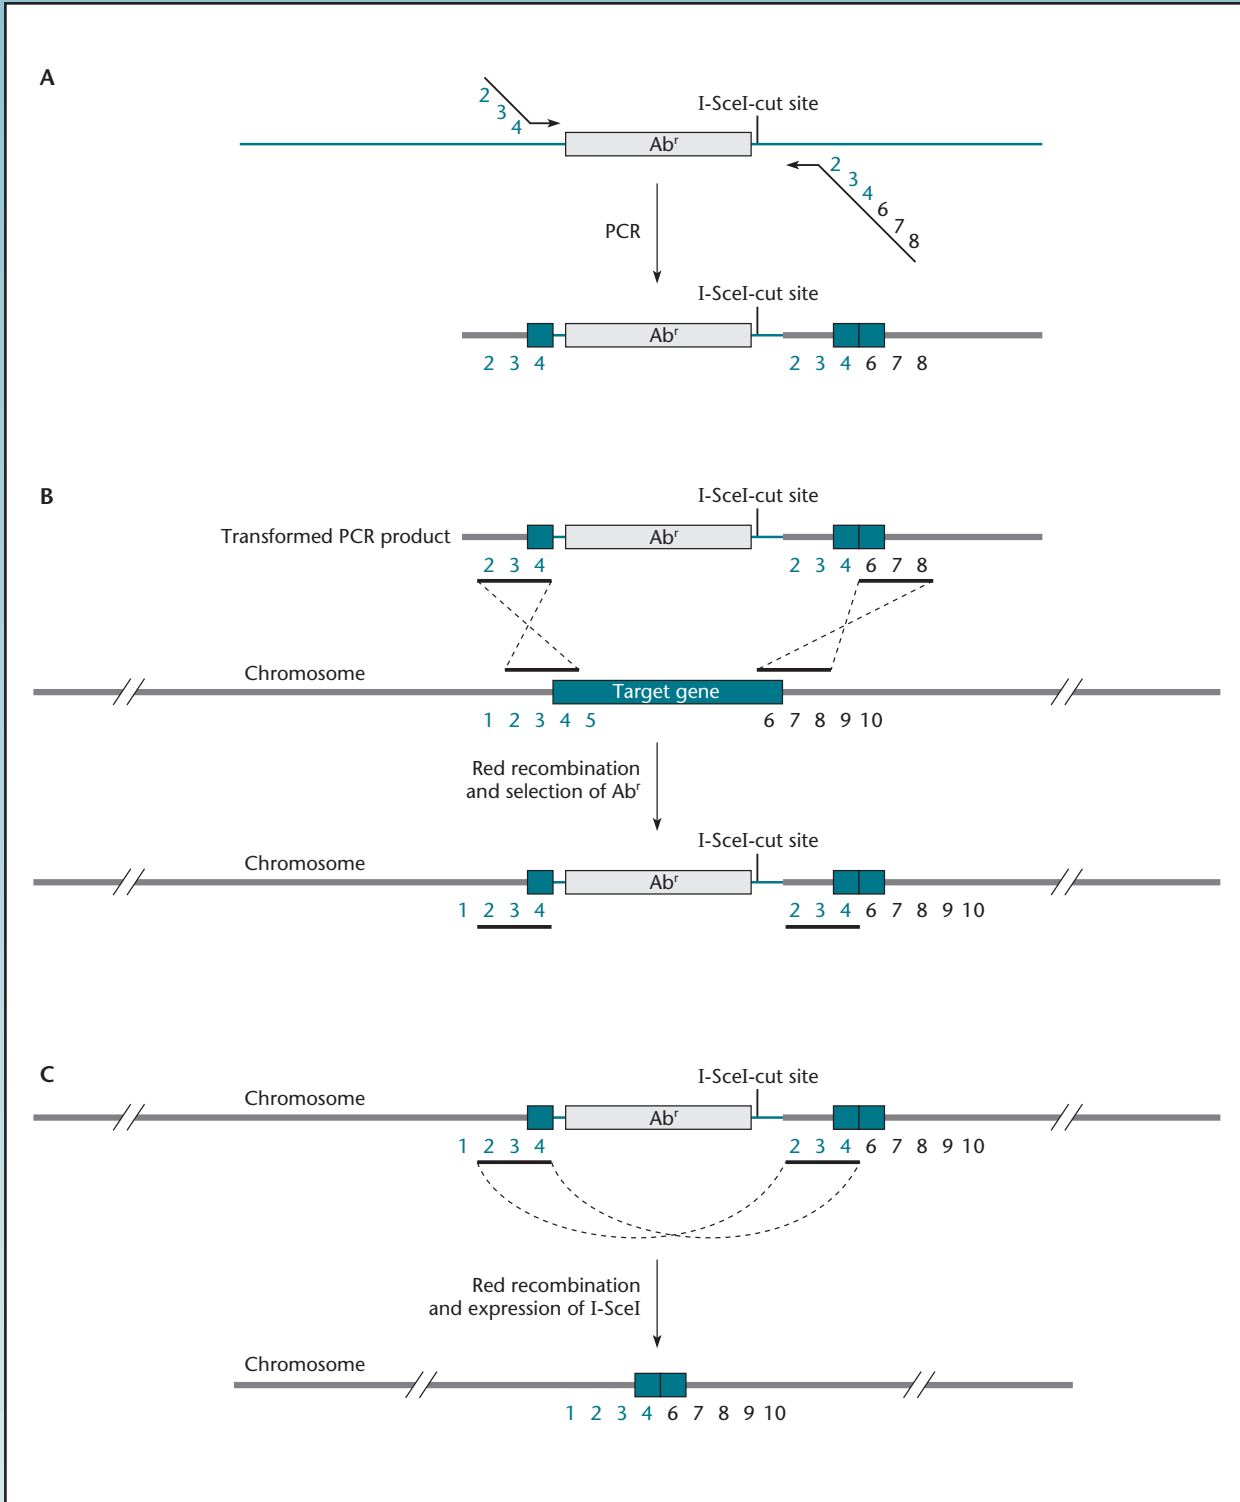 A
2
3
4
I-SceI-cut site
Abʳ
2
3
4
6
7
8
PCR
I-SceI-cut site
Abʳ
2 3 4 2 3 4 6 7 8
B
I-SceI-cut site
Transformed PCR product
Abʳ
2 3 4 2 3 4 6 7 8
Chromosome
Target gene
1 2 3 4 5 6 7 8 9 10
Red recombination
and selection of Abʳ
I-SceI-cut site
Chromosome
Abʳ
1 2 3 4 2 3 4 6 7 8 9 10
C
I-SceI-cut site
Chromosome
Abʳ
1 2 3 4 2 3 4 6 7 8 9 10
Red recombination
and expression of I-SceI
Chromosome
1 2 3 4 6 7 8 9 10